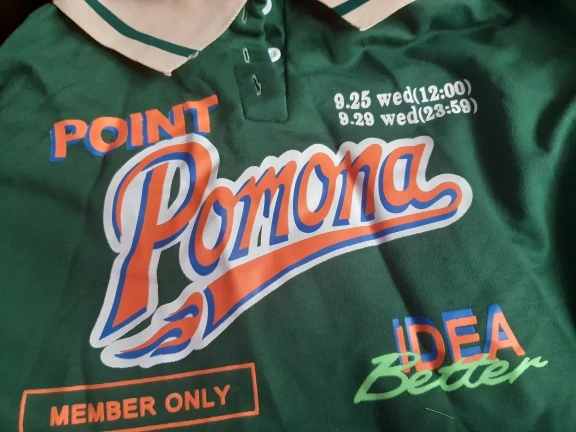 POINT
9.25 wed(12:00)
9.29 wed(23:59)
Pomona
IDEA
Better
MEMBER ONLY